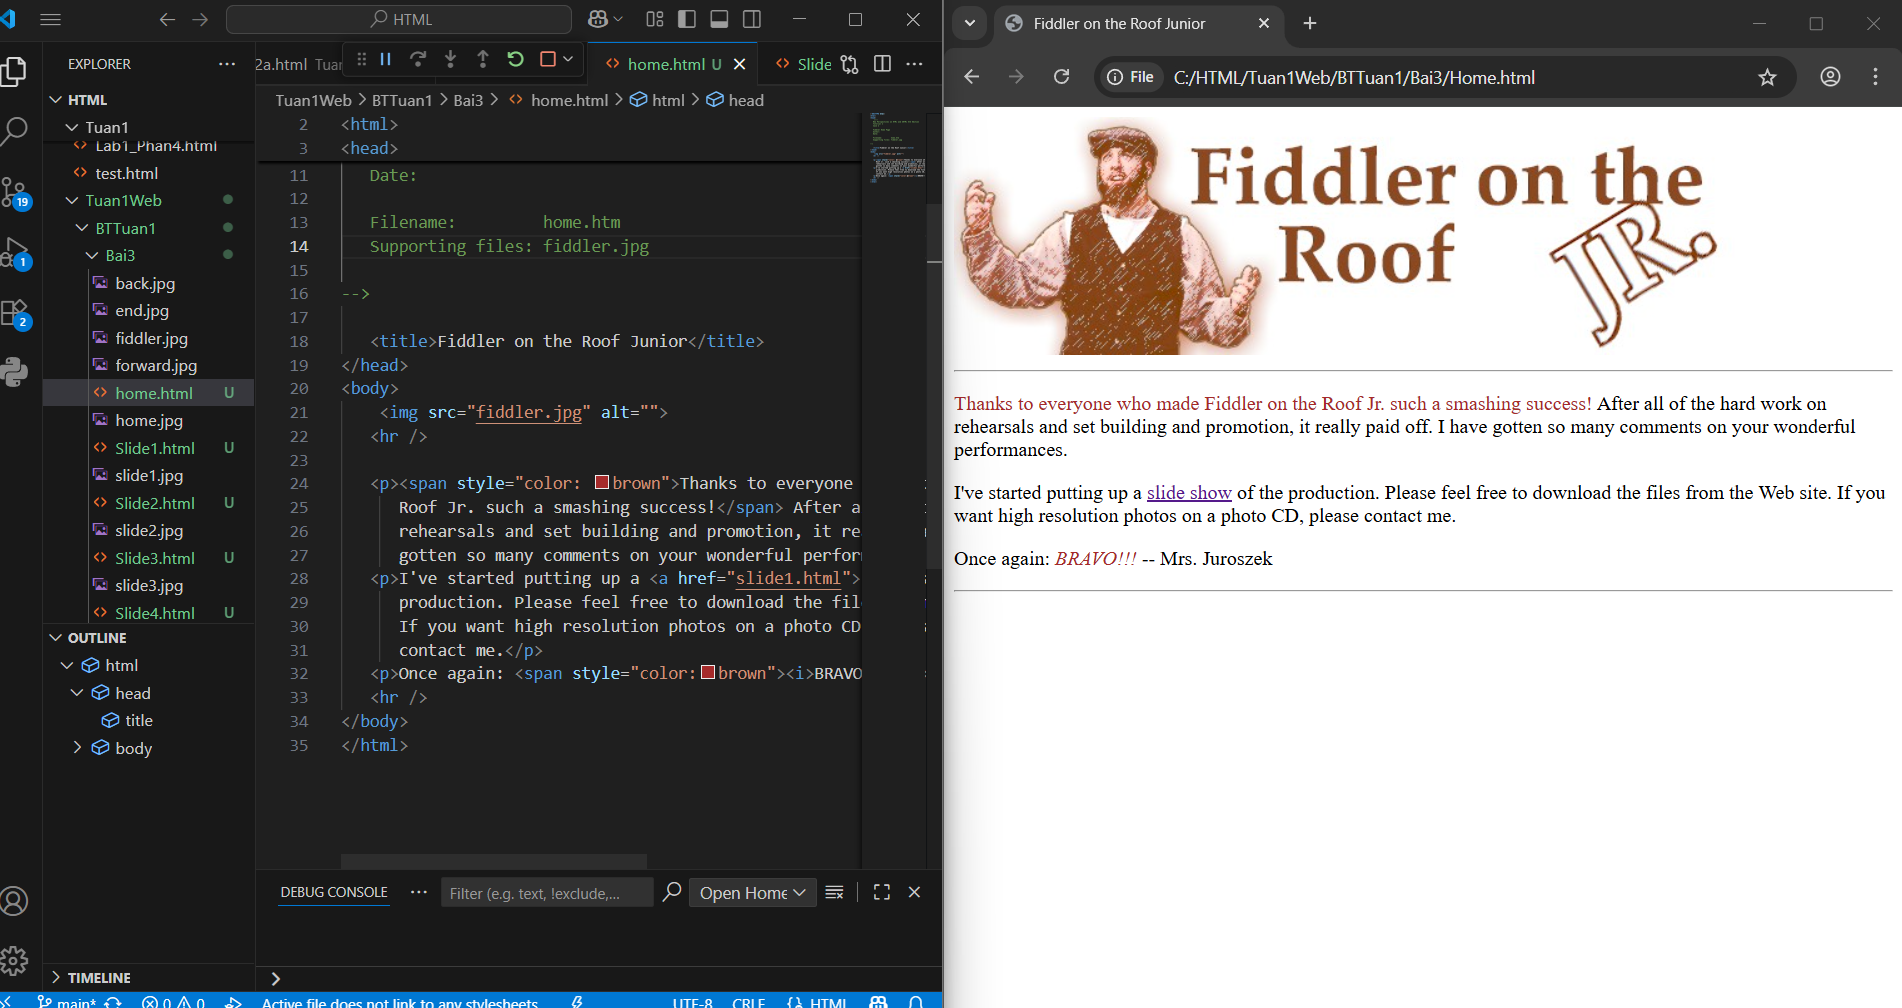 HTML
EXPLORER
HTML
Tuan1
Lab1_Phan4.html
test.html
Tuan1Web
BTTuan1
Bai3
back.jpg
end.jpg
fiddler.jpg
forward.jpg
home.html U
home.jpg
Slide1.html U
slide1.jpg
Slide2.html U
slide2.jpg
Slide3.html U
slide3.jpg
Slide4.html U
OUTLINE
html
head
title
body
TIMELINE
19
1
2
2a.html Tuan
home.html U
Slide
Tuan1Web > BTTuan1 > Bai3 > home.html > html > head
2 <html>
3 <head>
11 Date:
12
13 Filename: home.htm
14 Supporting files: fiddler.jpg
15
16 -->
17
18 <title>Fiddler on the Roof Junior</title>
19 </head>
20 <body>
21 <img src="fiddler.jpg" alt="">
22 <hr />
23
24 <p><span style="color: brown">Thanks to everyone
25 Roof Jr. such a smashing success!</span> After a
26 rehearsals and set building and promotion, it re
27 gotten so many comments on your wonderful perfor
28 <p>I've started putting up a <a href="slide1.html">
29 production. Please feel free to download the fil
30 If you want high resolution photos on a photo CD
31 contact me.</p>
32 <p>Once again: <span style="color:brown"><i>BRAVO
33 <hr />
34 </body>
35 </html>
DEBUG CONSOLE
Filter (e.g. text, !exclude,...
Open Home
main* 0 0 Active file does not link to any stylesheets UTF-8 CRLF {} HTML
Fiddler on the Roof Junior
File C:/HTML/Tuan1Web/BTTuan1/Bai3/Home.html
Fiddler on the
Roof
JR.
Thanks to everyone who made Fiddler on the Roof Jr. such a smashing success! After all of the hard work on
rehearsals and set building and promotion, it really paid off. I have gotten so many comments on your wonderful
performances.
I've started putting up a slide show of the production. Please feel free to download the files from the Web site. If you
want high resolution photos on a photo CD, please contact me.
Once again: BRAVO!!! -- Mrs. Juroszek